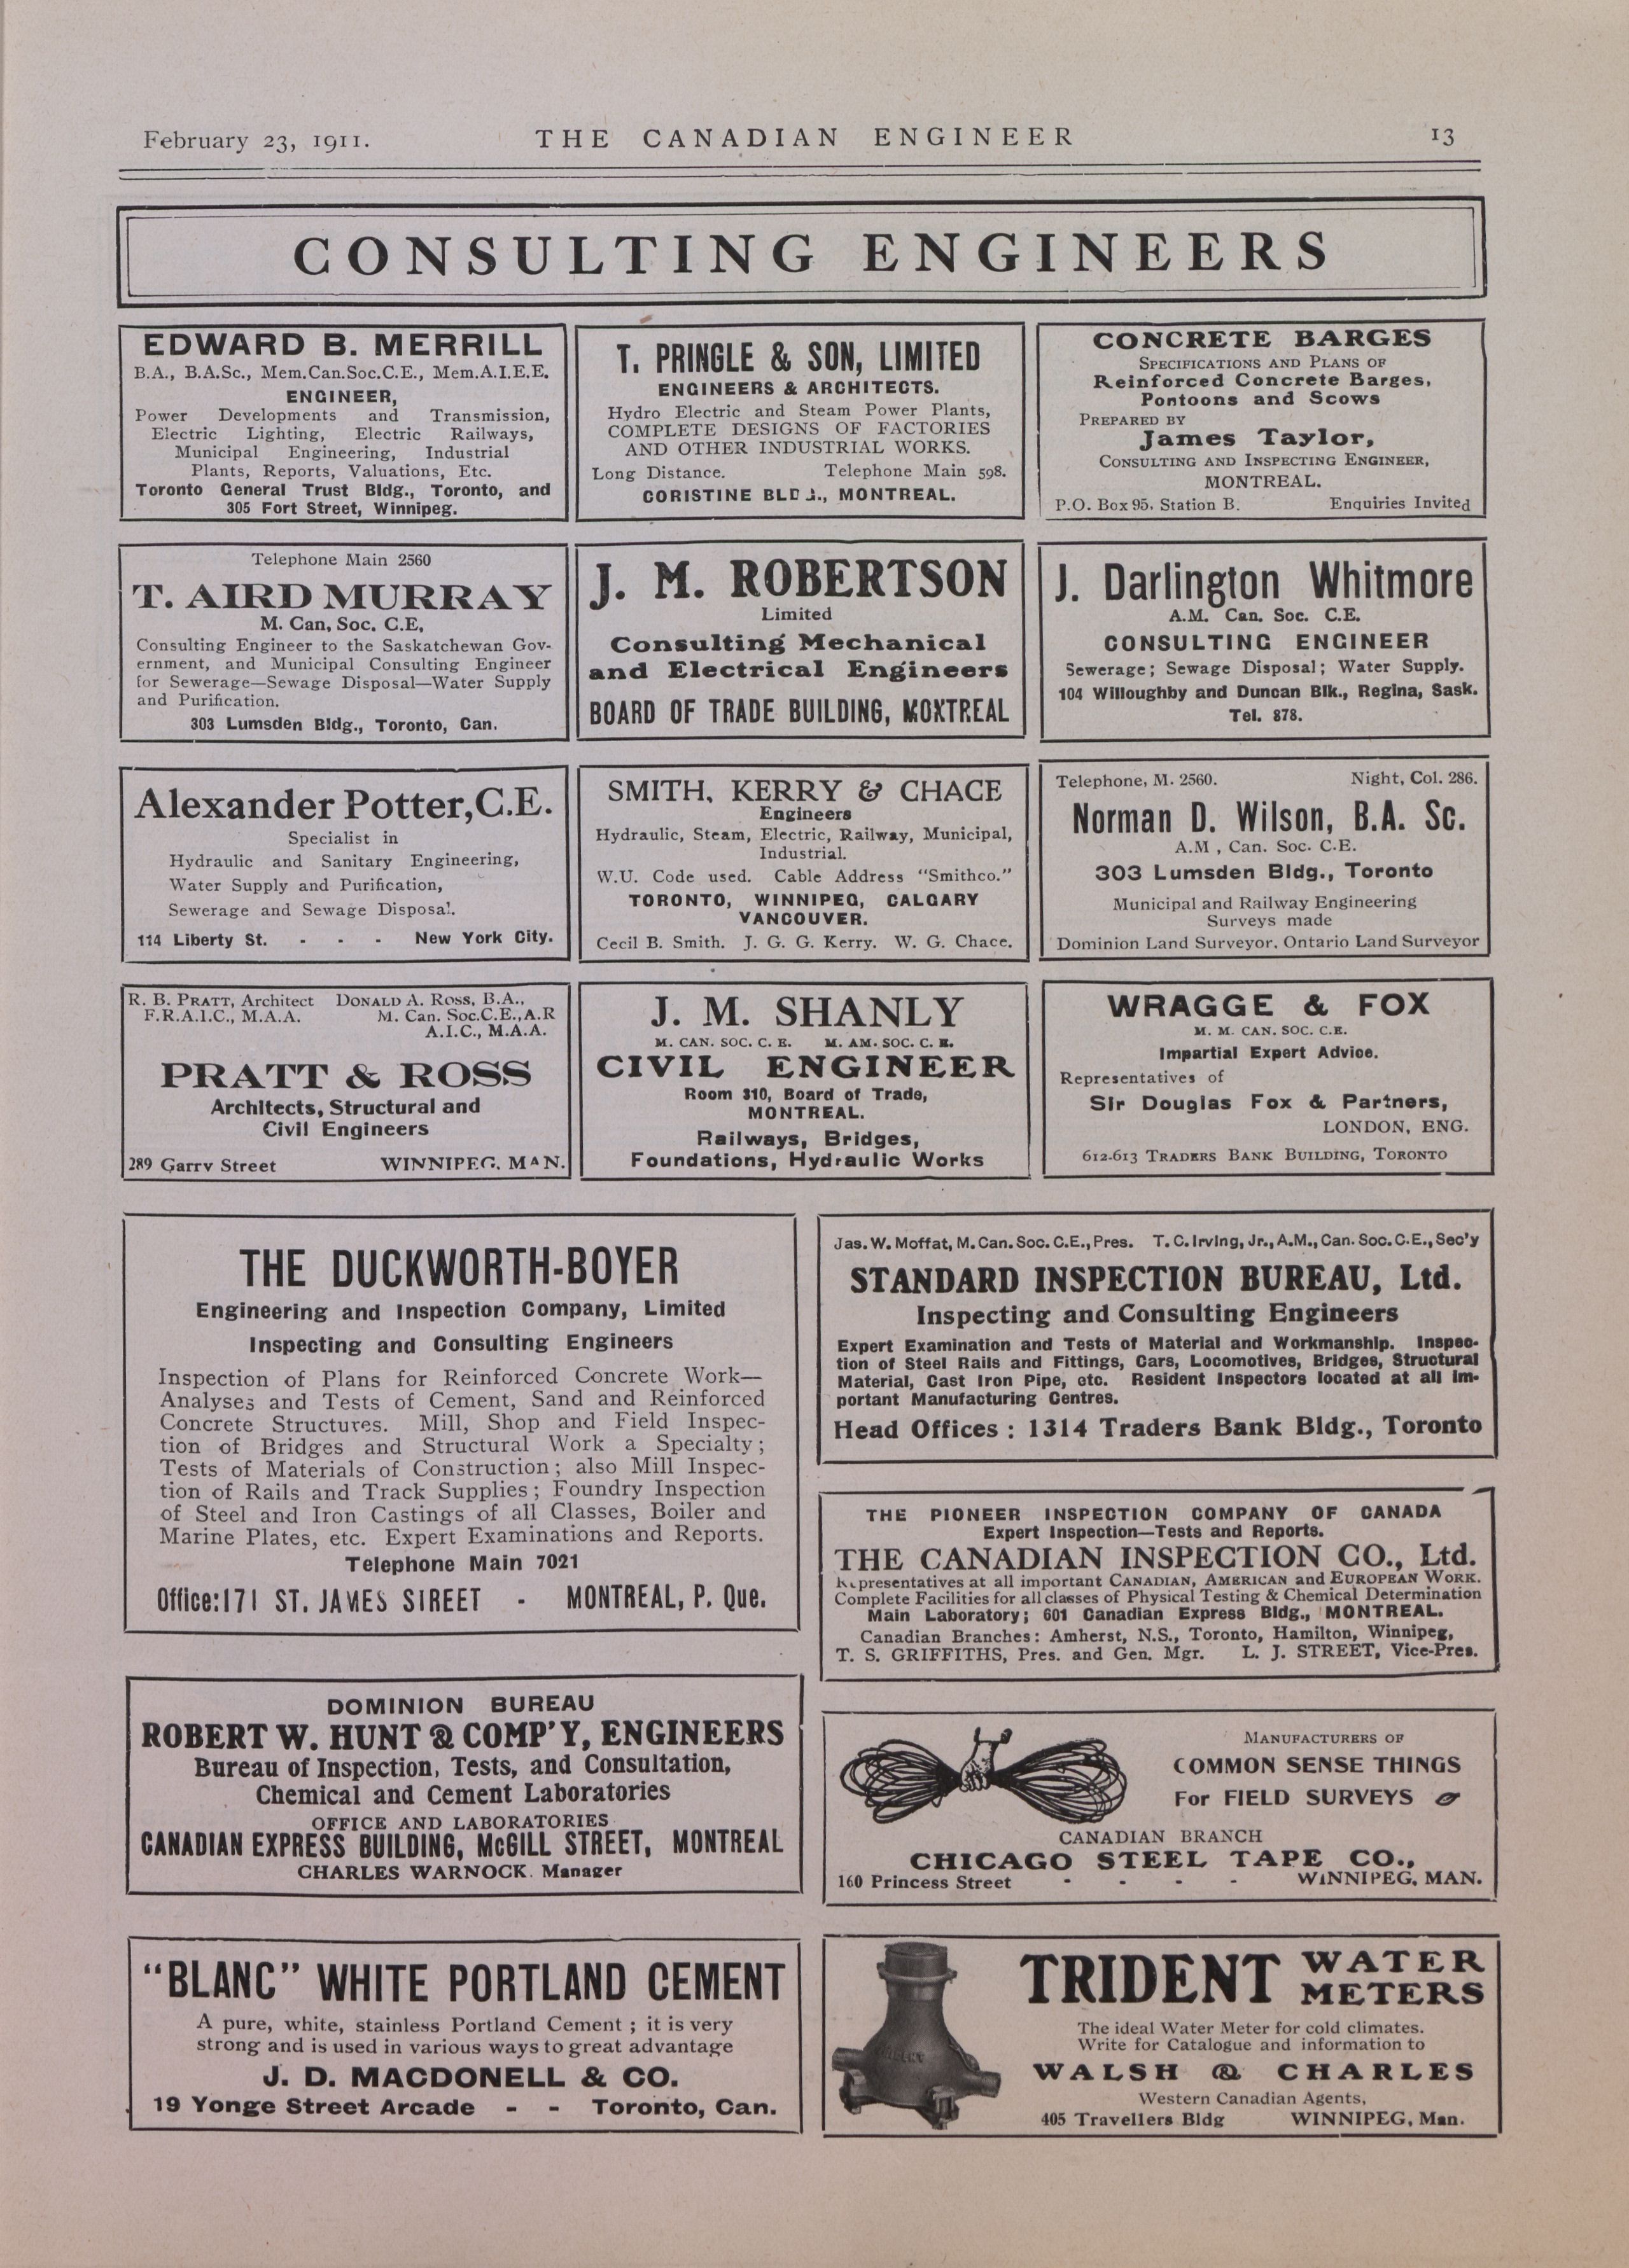 February 23, 1911.
THE CANADIAN ENGINEER
13
CONSULTING ENGINEERS
EDWARD B. MERRILL
B.A., B.A.Sc., Mem.Can.Soc.C.E., Mem.A.I.E.E.
ENGINEER,
Power Developments and Transmission,
Electric Lighting, Electric Railways,
Municipal Engineering, Industrial
Plants, Reports, Valuations, Etc.
Toronto General Trust Bldg., Toronto, and
305 Fort Street, Winnipeg.
T. PRINGLE & SON, LIMITED
ENGINEERS & ARCHITECTS.
Hydro Electric and Steam Power Plants,
COMPLETE DESIGNS OF FACTORIES
AND OTHER INDUSTRIAL WORKS.
Long Distance. Telephone Main 598.
CORISTINE BLDG., MONTREAL.
CONCRETE BARGES
SPECIFICATIONS AND PLANS OF
Reinforced Concrete Barges,
Pontoons and Scows
PREPARED BY
James Taylor,
CONSULTING AND INSPECTING ENGINEER,
MONTREAL.
P.O. Box 95, Station B. Enquiries Invited
Telephone Main 2560
T. AIRD MURRAY
M. Can, Soc. C.E,
Consulting Engineer to the Saskatchewan Gov-
ernment, and Municipal Consulting Engineer
for Sewerage—Sewage Disposal—Water Supply
and Purification.
303 Lumsden Bldg., Toronto, Can.
J. M. ROBERTSON
Limited
Consulting Mechanical
and Electrical Engineers
BOARD OF TRADE BUILDING, MONTREAL
J. Darlington Whitmore
A.M. Can. Soc. C.E.
CONSULTING ENGINEER
Sewerage; Sewage Disposal; Water Supply.
104 Willoughby and Duncan Blk., Regina, Sask.
Tel. 878.
Alexander Potter, C.E.
Specialist in
Hydraulic and Sanitary Engineering,
Water Supply and Purification,
Sewerage and Sewage Disposal.
114 Liberty St. - - - New York City.
SMITH, KERRY & CHACE
Engineers
Hydraulic, Steam, Electric, Railway, Municipal,
Industrial.
W.U. Code used. Cable Address "Smithco."
TORONTO, WINNIPEG, CALGARY
VANCOUVER.
Cecil B. Smith. J. G. G. Kerry. W. G. Chace.
Telephone, M. 2560. Night, Col. 286.
Norman D. Wilson, B.A. Sc.
A.M , Can. Soc. C.E.
303 Lumsden Bldg., Toronto
Municipal and Railway Engineering
Surveys made
Dominion Land Surveyor, Ontario Land Surveyor
R. B. PRATT, Architect DONALD A. Ross, B.A.,
F.R.A.I.C., M.A.A. M. Can. Soc.C.E., A.R
A.I.C., M.A.A.
PRATT & ROSS
Architects, Structural and
Civil Engineers
289 Garry Street WINNIPEG, MAN.
J. M. SHANLY
M. CAN. SOC. C. E. M. AM. SOC. C. E.
CIVIL ENGINEER
Room 310, Board of Trade,
MONTREAL.
Railways, Bridges,
Foundations, Hydraulic Works
WRAGGE & FOX
M. M. CAN. SOC. C.E.
Impartial Expert Advice.
Representatives of
Sir Douglas Fox & Partners,
LONDON, ENG.
612-613 TRADERS BANK BUILDING, TORONTO
THE DUCKWORTH-BOYER
Engineering and Inspection Company, Limited
Inspecting and Consulting Engineers
Inspection of Plans for Reinforced Concrete Work—
Analyses and Tests of Cement, Sand and Reinforced
Concrete Structures. Mill, Shop and Field Inspec-
tion of Bridges and Structural Work a Specialty;
Tests of Materials of Construction; also Mill Inspec-
tion of Rails and Track Supplies; Foundry Inspection
of Steel and Iron Castings of all Classes, Boiler and
Marine Plates, etc. Expert Examinations and Reports.
Telephone Main 7021
Office: 171 ST. JAMES STREET - MONTREAL, P. Que.
Jas. W. Moffat, M. Can. Soc. C.E., Pres. T. C. Irving, Jr., A.M., Can. Soc. C.E., Sec'y
STANDARD INSPECTION BUREAU, Ltd.
Inspecting and Consulting Engineers
Expert Examination and Tests of Material and Workmanship. Inspec-
tion of Steel Rails and Fittings, Cars, Locomotives, Bridges, Structural
Material, Cast Iron Pipe, etc. Resident Inspectors located at all im-
portant Manufacturing Centres.
Head Offices : 1314 Traders Bank Bldg., Toronto
THE PIONEER INSPECTION COMPANY OF CANADA
Expert Inspection—Tests and Reports.
THE CANADIAN INSPECTION CO., Ltd.
Representatives at all important CANADIAN, AMERICAN and EUROPEAN WORK.
Complete Facilities for all classes of Physical Testing & Chemical Determination
Main Laboratory; 601 Canadian Express Bldg., MONTREAL.
Canadian Branches: Amherst, N.S., Toronto, Hamilton, Winnipeg,
T. S. GRIFFITHS, Pres. and Gen. Mgr. L. J. STREET, Vice-Pres.
DOMINION BUREAU
ROBERT W. HUNT & COMP'Y, ENGINEERS
Bureau of Inspection, Tests, and Consultation,
Chemical and Cement Laboratories
OFFICE AND LABORATORIES
CANADIAN EXPRESS BUILDING, McGILL STREET, MONTREAL
CHARLES WARNOCK. Manager
MANUFACTURERS OF
COMMON SENSE THINGS
For FIELD SURVEYS
CANADIAN BRANCH
CHICAGO STEEL TAPE CO.,
160 Princess Street - - - - WINNIPEG, MAN.
"BLANC" WHITE PORTLAND CEMENT
A pure, white, stainless Portland Cement ; it is very
strong and is used in various ways to great advantage
J. D. MACDONELL & CO.
19 Yonge Street Arcade - - Toronto, Can.
TRIDENT WATER
METERS
The ideal Water Meter for cold climates.
Write for Catalogue and information to
WALSH & CHARLES
Western Canadian Agents,
405 Travellers Bldg WINNIPEG, Man.